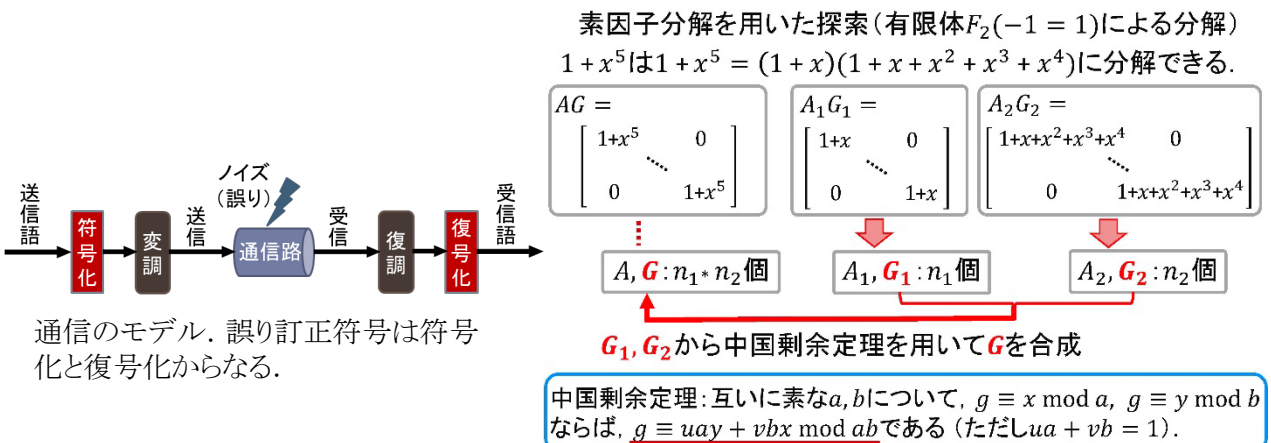 送信語
符号化
変調
送信
ノイズ
(誤り)
通信路
受信
復調
復号化
受信語
通信のモデル．誤り訂正符号は符号
化と復号化からなる．
素因子分解を用いた探索（有限体F₂(−1 = 1)による分解）
1 + x⁵は1 + x⁵ = (1 + x)(1 + x + x² + x³ + x⁴)に分解できる．
AG =
1+x⁵ 0
0 1+x⁵
A₁G₁ =
1+x 0
0 1+x
A₂G₂ =
1+x+x²+x³+x⁴ 0
0 1+x+x²+x³+x⁴
A, G : n₁* n₂個
A₁, G₁ : n₁個
A₂, G₂ : n₂個
G₁, G₂から中国剰余定理を用いてGを合成
中国剰余定理：互いに素なa, bについて，g ≡ x mod a, g ≡ y mod b
ならば，g ≡ uay + vbx mod abである（ただしua + vb = 1）．